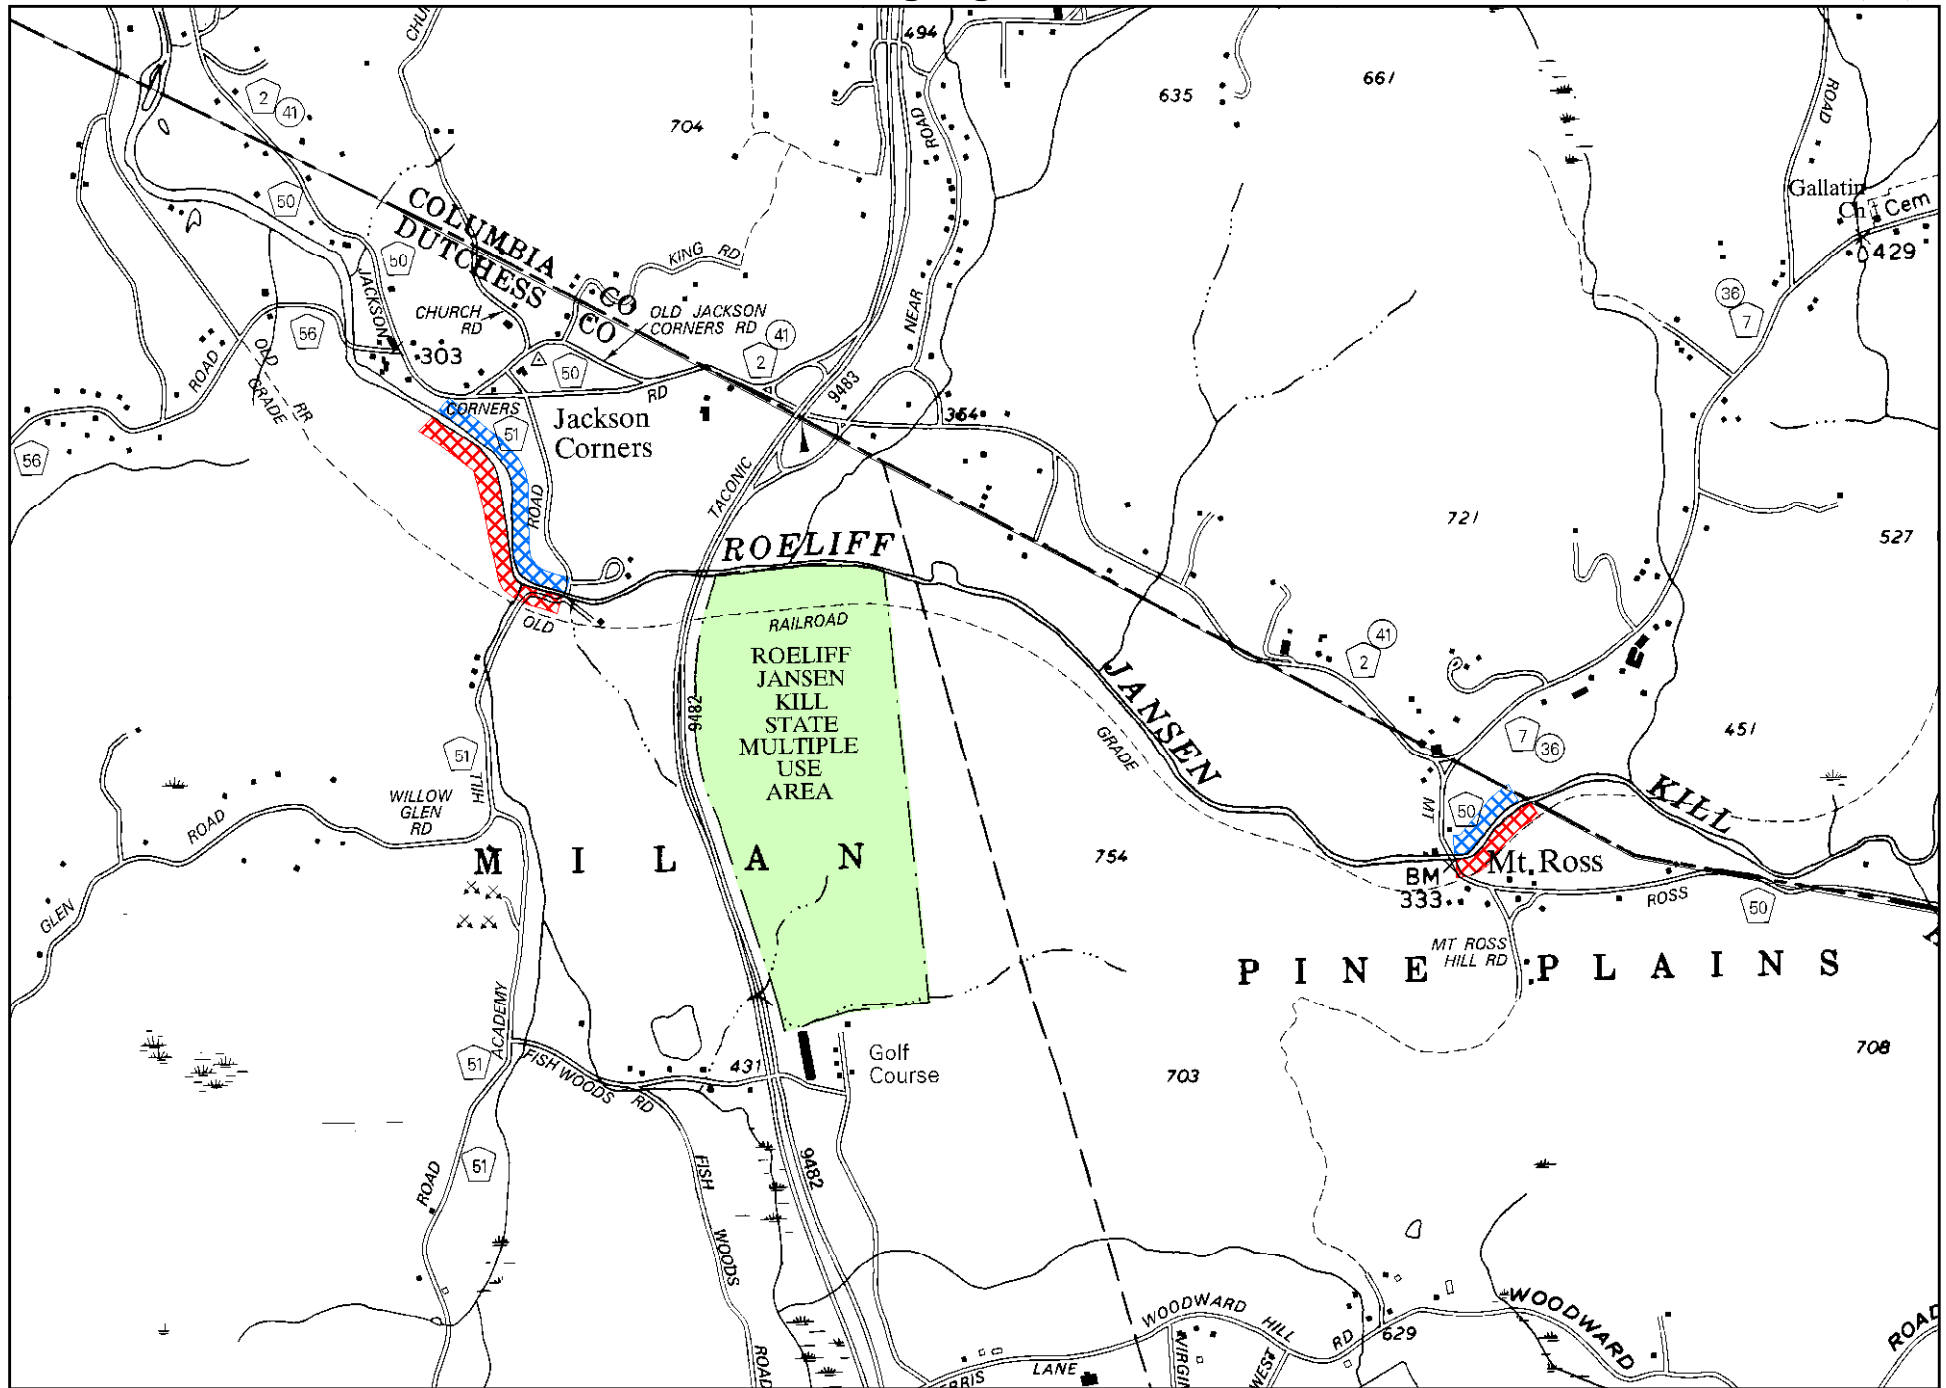 494
ROAD
2
41
704
635
661
ROAD
Gallatin
Ch
Cem
429
50
COLUMBIA
DUTCHESS
CO
CO
50
KING RD
JACKSON
CHURCH
RD
OLD JACKSON
CORNERS RD
41
2
NEAR
36
7
56
303
50
RD
9483
364
ROAD
OLD
GRADE
RR
CORNERS
51
Jackson
Corners
56
TACONIC
ROAD
ROELIFF
721
527
OLD
RAILROAD
ROELIFF
JANSEN
KILL
STATE
MULTIPLE
USE
AREA
9482
JANSEN
GRADE
41
2
7
36
451
KILL
51
HILL
WILLOW
GLEN
RD
ROAD
GLEN
MILAN
754
MT
50
Mt. Ross
BM
333
ROSS
50
MT ROSS
HILL RD
PINE PLAINS
ACADEMY
51
FISH WOODS
RD
431
Golf
Course
703
708
51
ROAD
FISH
WOODS
ROAD
9482
WOODWARD
HILL
RD
629
WOODWARD
ROAD
LANE
WEST